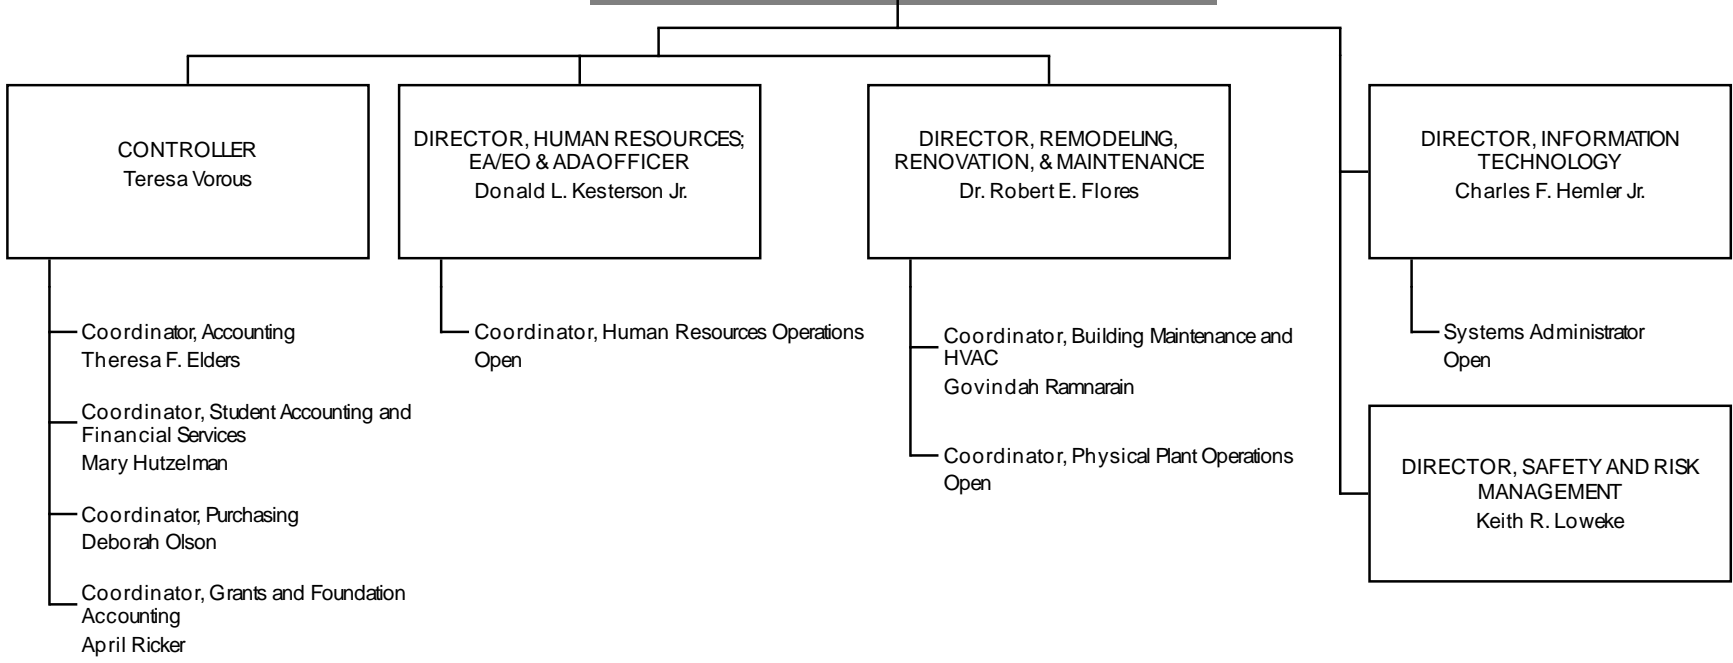 CONTROLLER
Teresa Vorous
DIRECTOR, HUMAN RESOURCES;
EA/EO & ADAOFFICER
Donald L. Kesterson Jr.
DIRECTOR, REMODELING,
RENOVATION, & MAINTENANCE
Dr. Robert E. Flores
DIRECTOR, INFORMATION
TECHNOLOGY
Charles F. Hemler Jr.
Coordinator, Accounting
Theresa F. Elders
Coordinator, Student Accounting and
Financial Services
Mary Hutzelman
Coordinator, Purchasing
Deborah Olson
Coordinator, Grants and Foundation
Accounting
April Ricker
Coordinator, Human Resources Operations
Open
Coordinator, Building Maintenance and
HVAC
Govindah Ramnarain
Coordinator, Physical Plant Operations
Open
Systems Administrator
Open
DIRECTOR, SAFETY AND RISK
MANAGEMENT
Keith R. Loweke